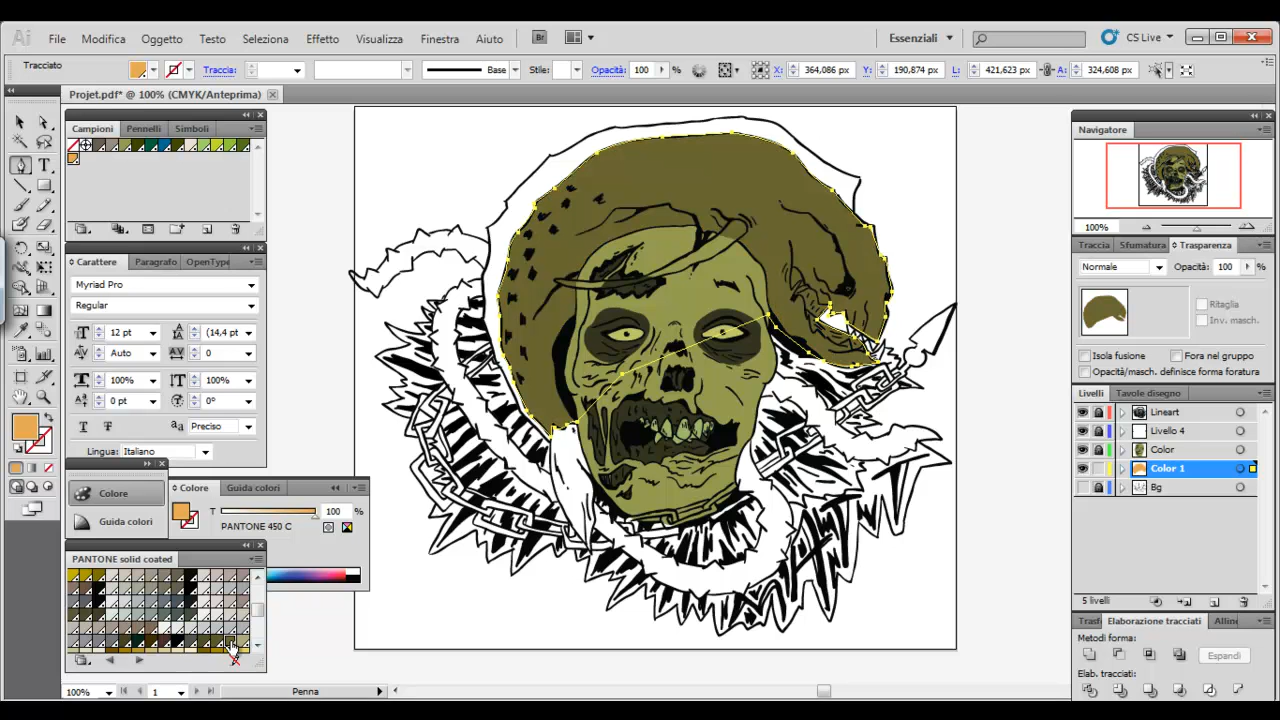 Ai File Modifica Oggetto Testo Seleziona Effetto Visualizza Finestra Aiuto Br Essenziali CS Live
Tracciato Traccia: Base Stile: Opacità: 100 % X: 364,086 px Y: 190,874 px L: 421,623 px A: 324,608 px
Projet.pdf* @ 100% (CMYK/Anteprima)
Campioni Pennelli Simboli
Carattere Paragrafo OpenType
Myriad Pro
Regular
12 pt (14,4 pt
Auto 0
100% 100%
0 pt 0°
Preciso
Lingua: Italiano
Colore
Guida colori
Colore Guida colori
T 100 %
PANTONE 450 C
PANTONE solid coated
Navigatore
100%
Traccia Sfumatura Trasparenza
Normale Opacità: 100 %
Ritaglia
Inv. masch.
Isola fusione Fora nel gruppo
Opacità/masch. definisce forma foratura
Livelli Tavole disegno
Lineart
Livello 4
Color
Color 1
Bg
5 livelli
Trasf Elaborazione tracciati Alline
Metodi forma:
Espandi
Elab. tracciati:
100% 1 Penna